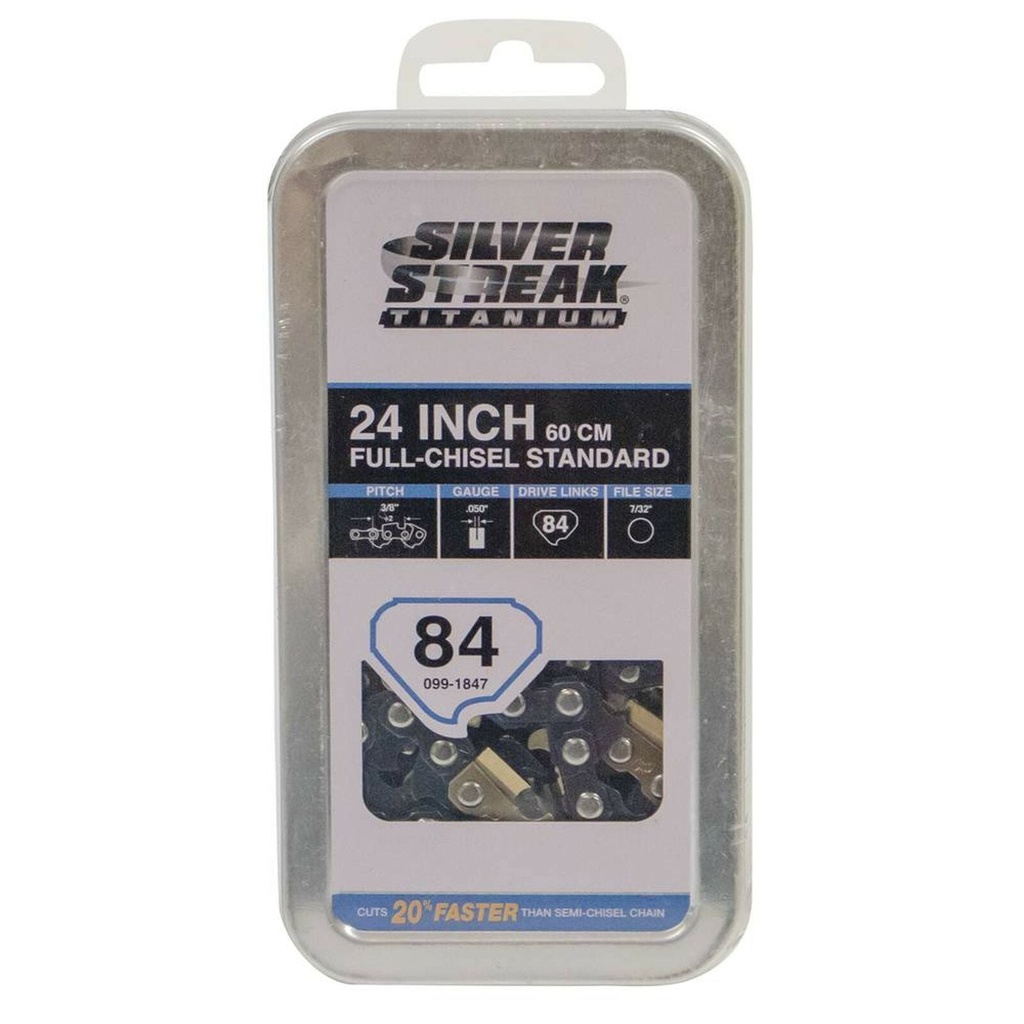 SILVER
STREAK®
TITANIUM
24 INCH 60 CM
FULL-CHISEL STANDARD
PITCH GAUGE DRIVE LINKS FILE SIZE
3/8" .050" 84 7/32"
÷2
84
099-1847
CUTS 20% FASTER THAN SEMI-CHISEL CHAIN